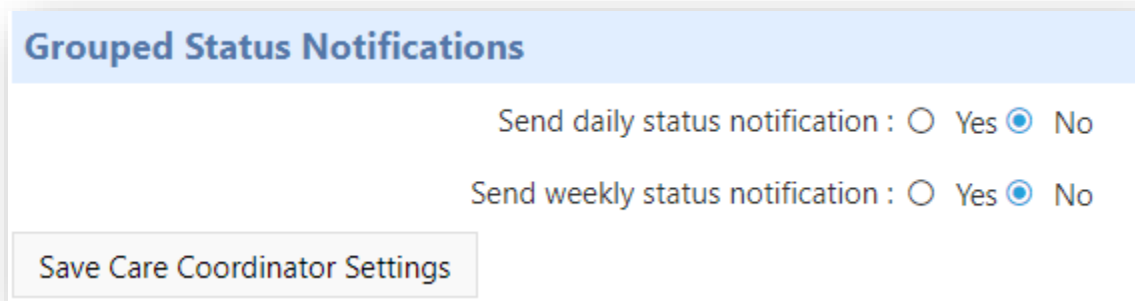 Grouped Status Notifications
Send daily status notification : Yes No
Send weekly status notification : Yes No
Save Care Coordinator Settings